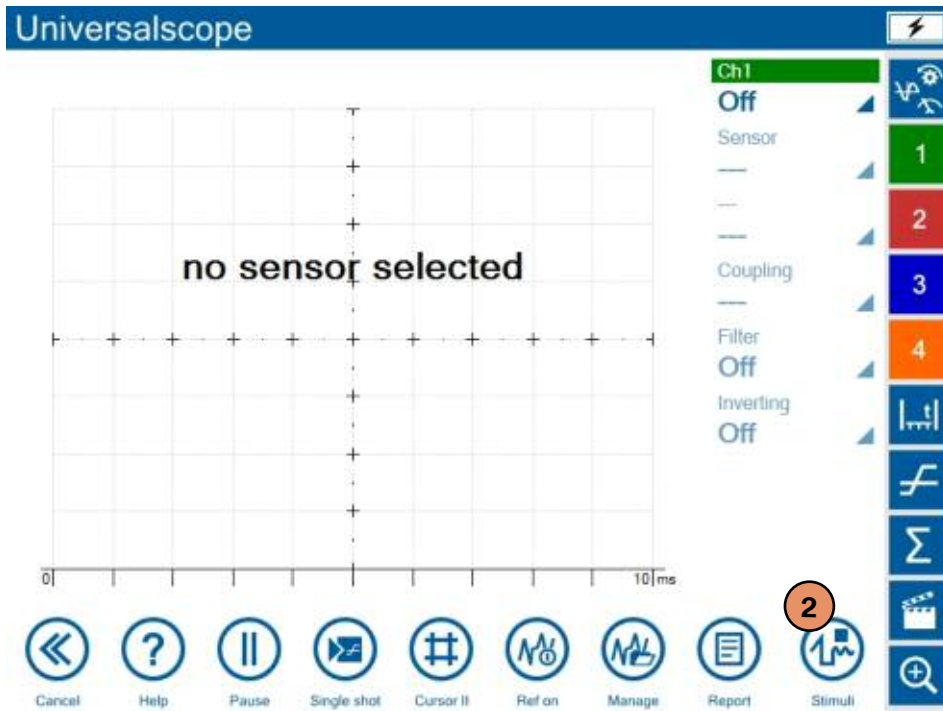 Universalscope
Ch1
Off
Sensor
---
---
---
Coupling
---
Filter
Off
Inverting
Off
1
2
3
4
t
Σ
no sensor selected
0
10 ms
2
Cancel
Help
Pause
Single shot
Cursor II
Ref on
Manage
Report
Stimuli